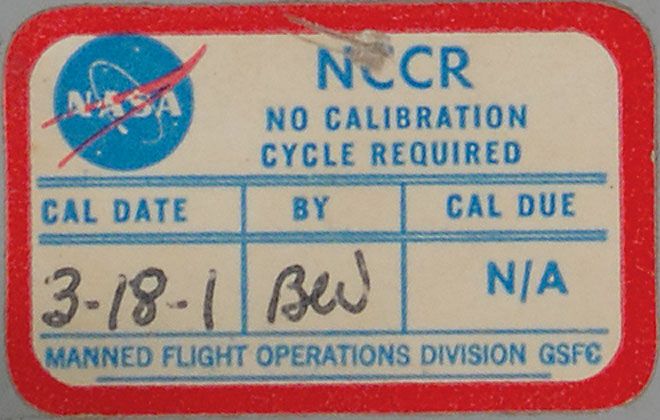 NASA
NCCR
NO CALIBRATION
CYCLE REQUIRED
CAL DATE BY CAL DUE
3-18-1 BW N/A
MANNED FLIGHT OPERATIONS DIVISION GSFC